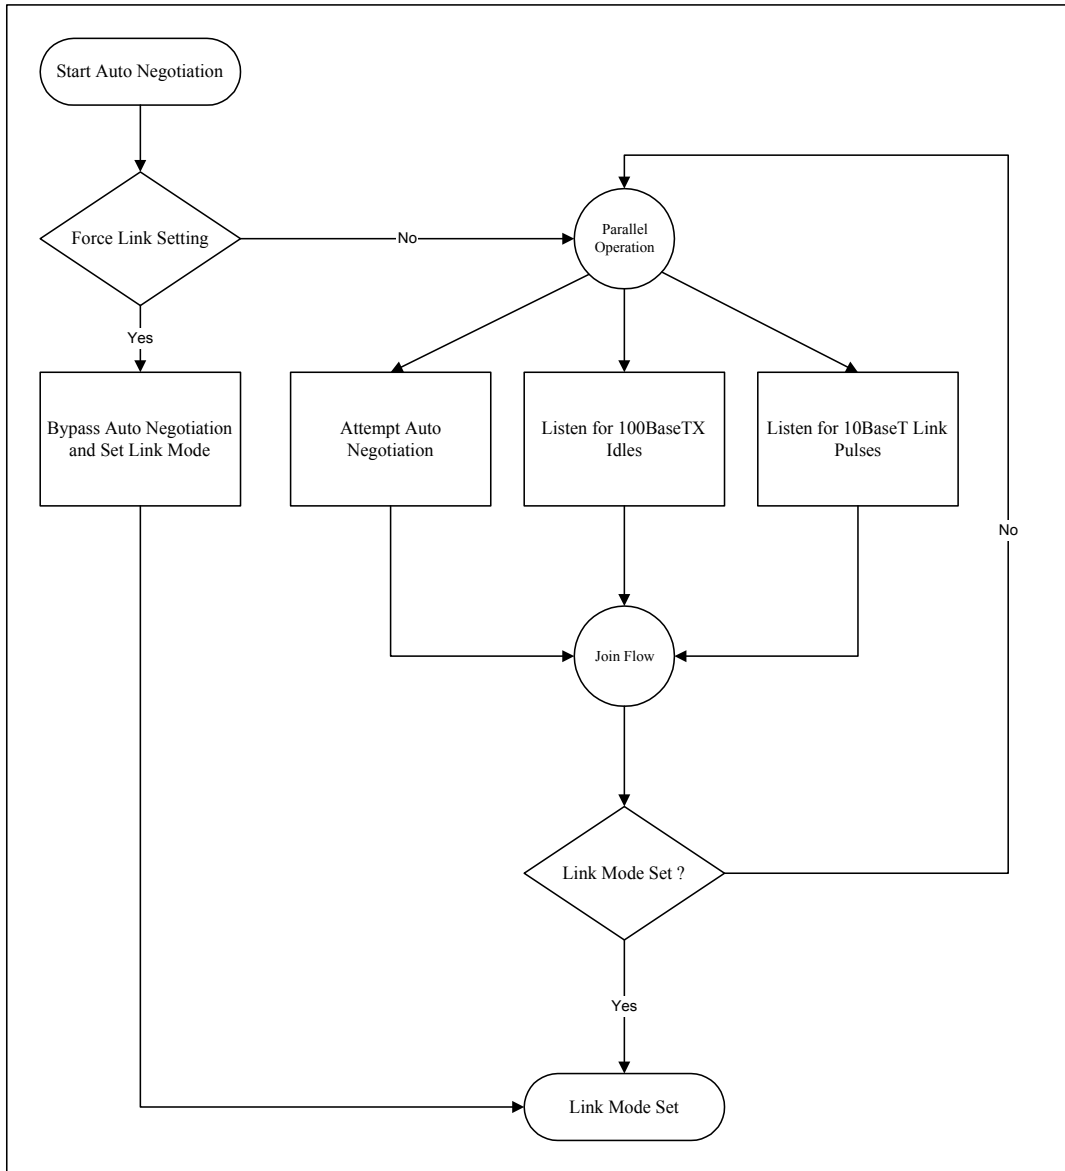 Start Auto Negotiation
Force Link Setting
No
Parallel
Operation
Yes
Bypass Auto Negotiation
and Set Link Mode
Attempt Auto
Negotiation
Listen for 100BaseTX
Idles
Listen for 10BaseT Link
Pulses
No
Join Flow
Link Mode Set ?
Yes
Link Mode Set